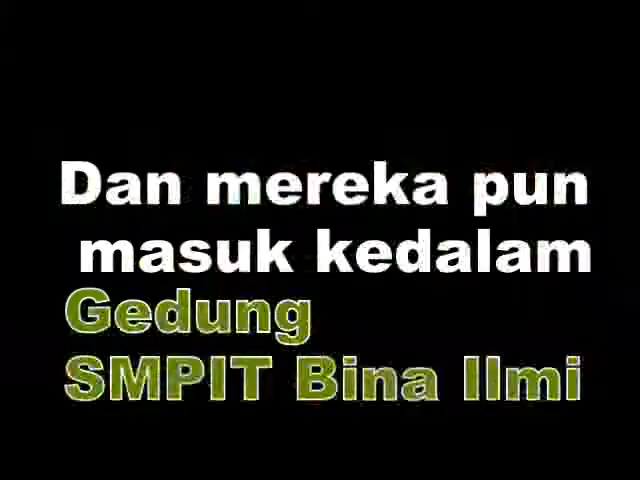 Dan mereka pun
masuk kedalam
Gedung
SMPIT Bina Ilmi